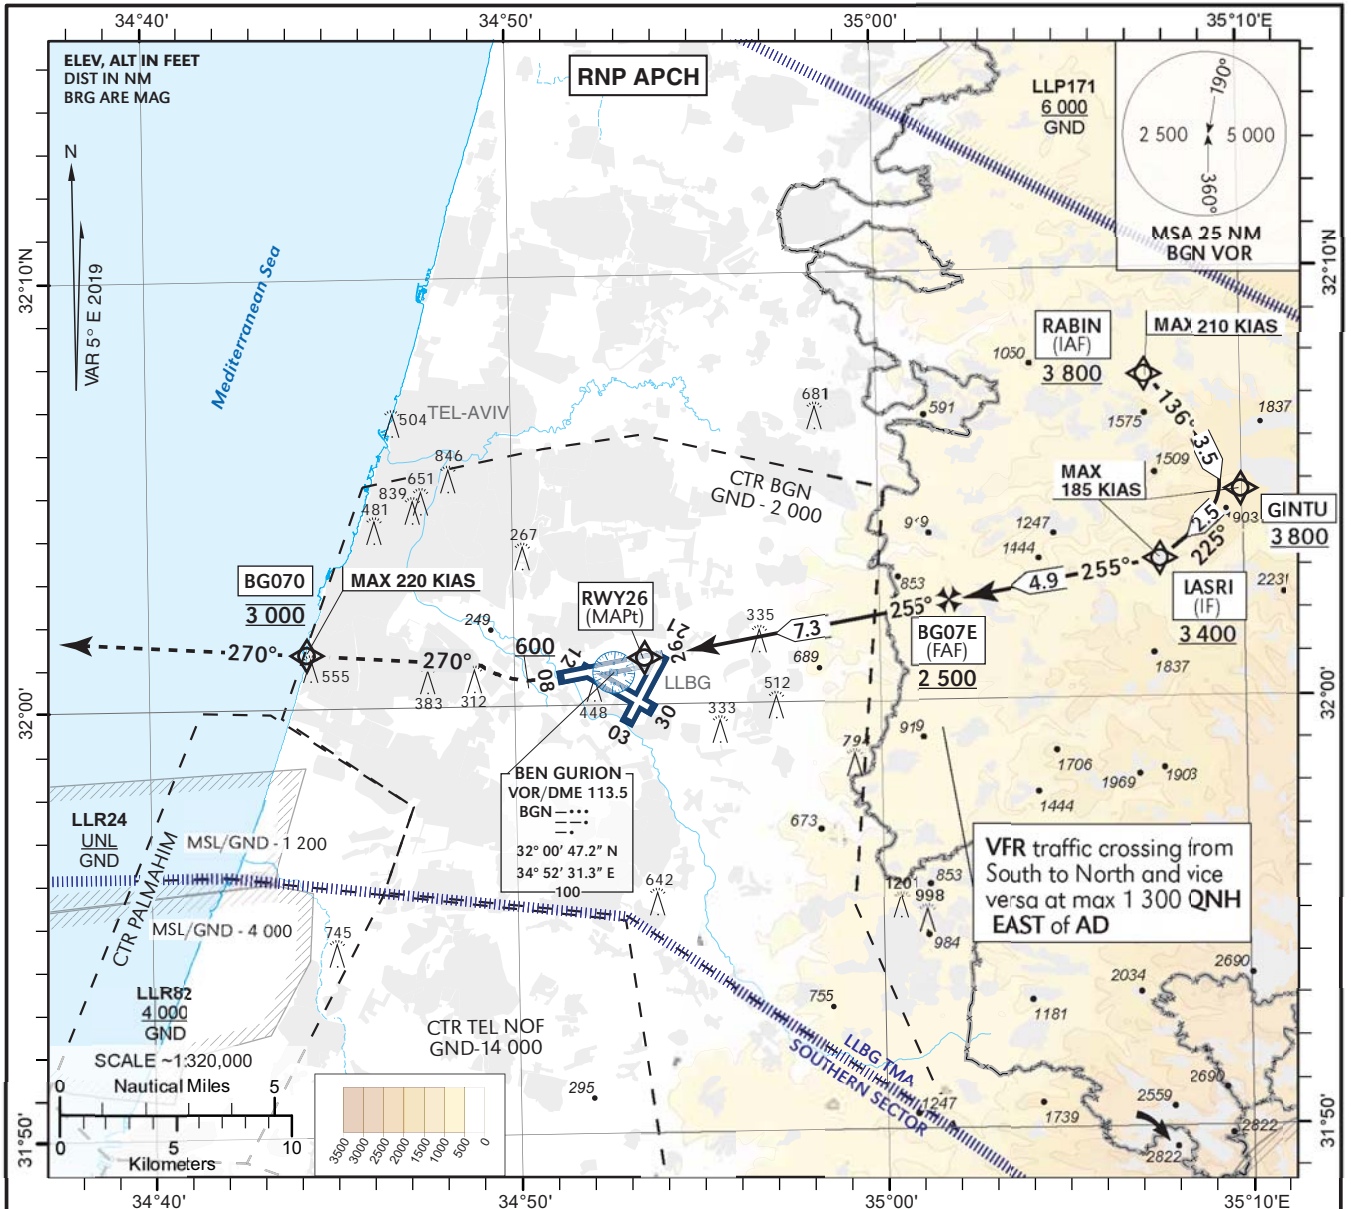 34°40'
34°50'
35°00'
35°10'E
ELEV, ALT IN FEET
DIST IN NM
BRG ARE MAG
RNP APCH
LLP171
6 000
GND
190°
2 500
5 000
360°
MSA 25 NM
BGN VOR
N
VAR 5° E 2019
Mediterranean Sea
32°10'N
32°10'N
RABIN
(IAF)
3 800
MAX 210 KIAS
1050
591
1575
1837
136°
3.5
1509
MAX
185 KIAS
GINTU
3 800
903
2.5
225°
681
504
TEL-AVIV
846
651
839
481
CTR BGN
GND - 2 000
267
919
1247
1444
853
255°
4.9
255°
LASRI
(IF)
3 400
2231
BG070
3 000
MAX 220 KIAS
RWY26
(MAPt)
335
7.3
BG07E
(FAF)
2 500
249
600
12
08
21
26
LLBG
689
1837
270°
270°
555
383
312
448
03
30
333
512
32°00'
32°00'
919
794
1706
1969
1903
1444
BEN GURION
VOR/DME 113.5
BGN
32° 00' 47.2" N
34° 52' 31.3" E
100
LLR24
UNL
GND
MSL/GND - 1 200
CTR PALMAHIM
MSL/GND - 4 000
673
VFR traffic crossing from
South to North and vice
versa at max 1 300 QNH
EAST of AD
853
1201
998
984
642
745
LLR82
4 000
GND
2690
2034
1181
755
CTR TEL NOF
GND-14 000
LLBG TMA
SOUTHERN SECTOR
SCALE ~1:320,000
0
Nautical Miles
5
0
5
10
Kilometers
3500
3000
2500
2000
1500
1000
500
0
295
1247
1739
2559
2690
2822
2822
31°50'
31°50'
34°40'
34°50'
35°00'
35°10'E